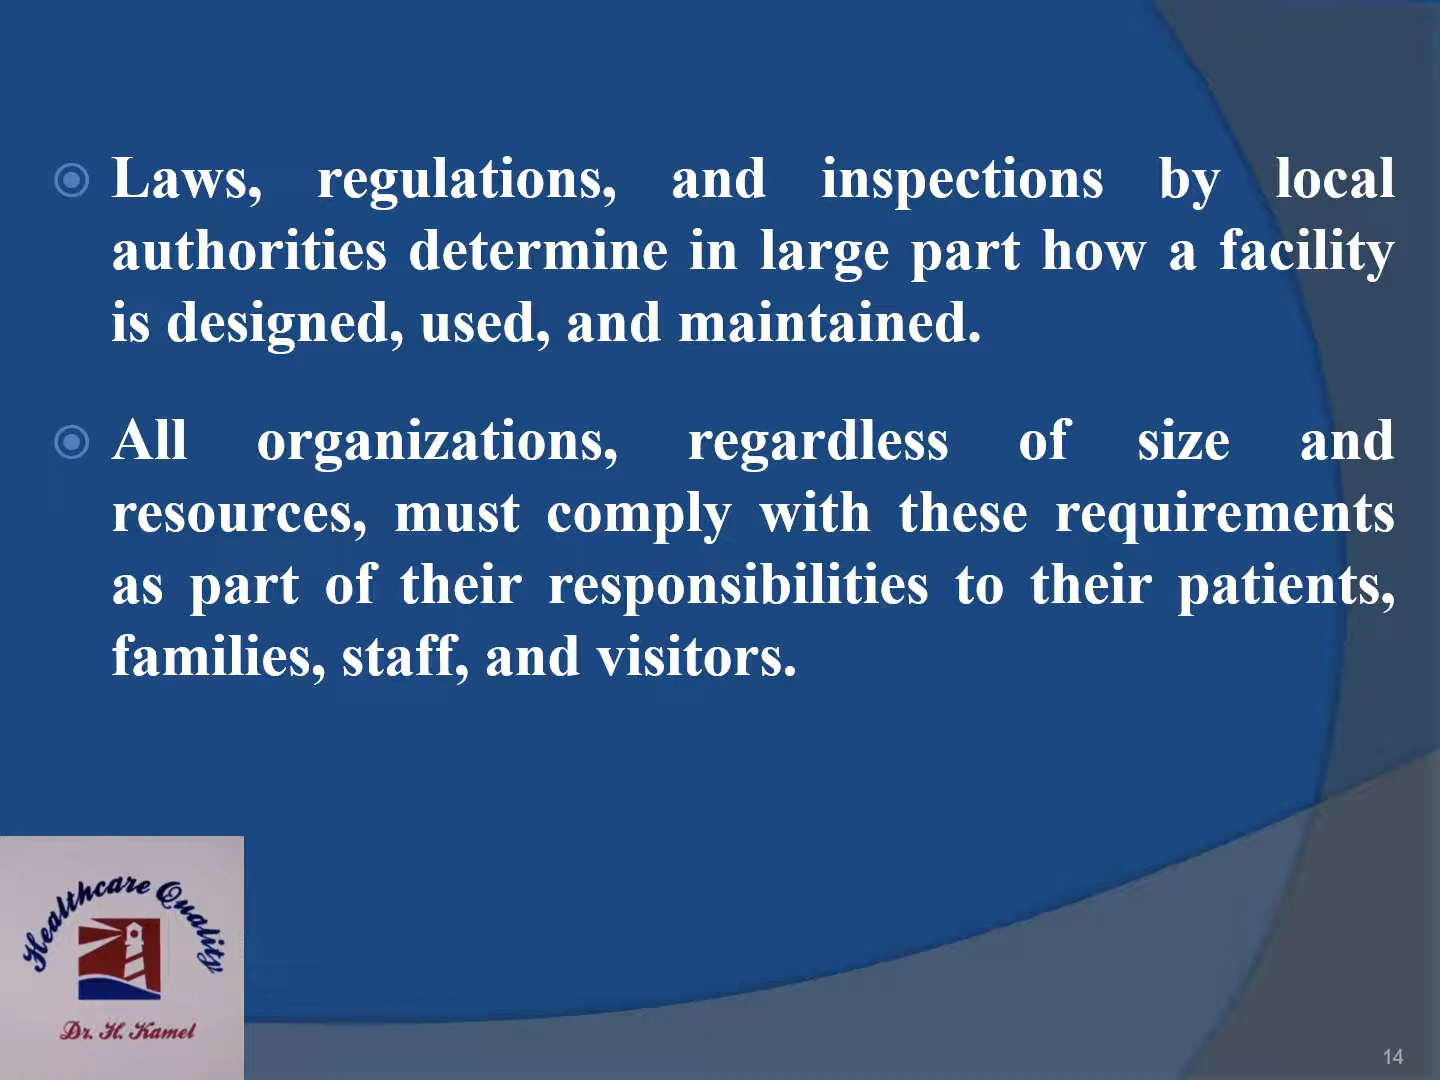 Laws, regulations, and inspections by local
authorities determine in large part how a facility
is designed, used, and maintained.
All organizations, regardless of size and
resources, must comply with these requirements
as part of their responsibilities to their patients,
families, staff, and visitors.
Healthcare Quality
Dr. H. Kamel
14